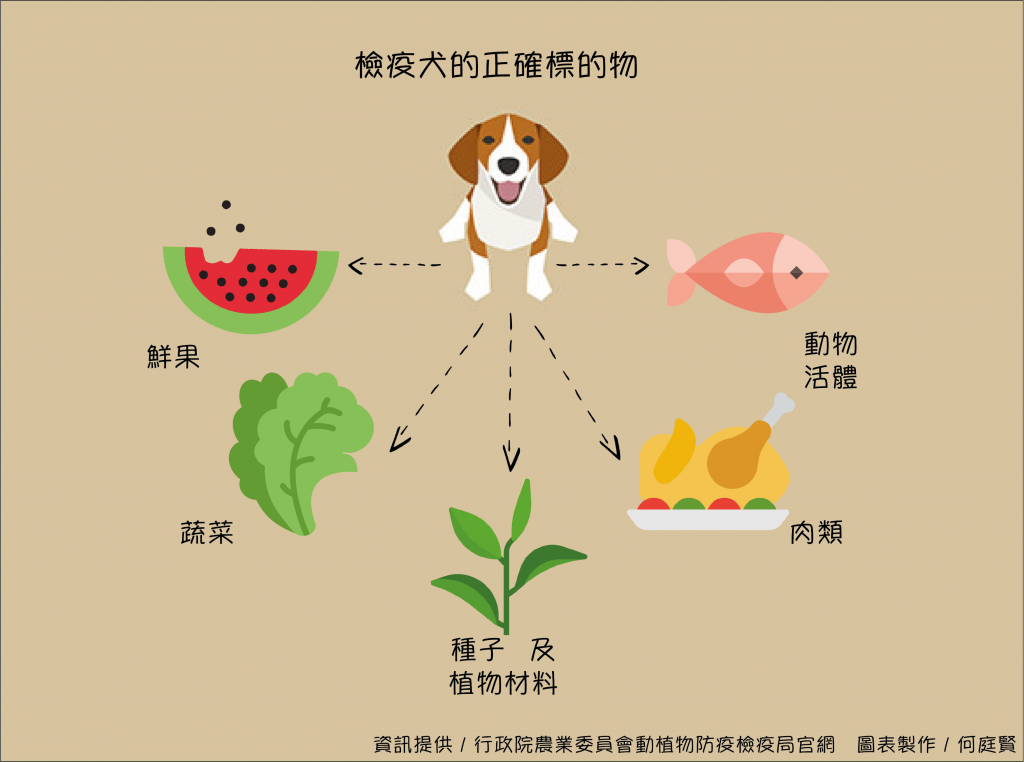 檢疫犬的正確標的物
鮮果
動物
活體
蔬菜
肉類
種子 及
植物材料
資訊提供 / 行政院農業委員會動植物防疫檢疫局官網 圖表製作 / 何庭賢